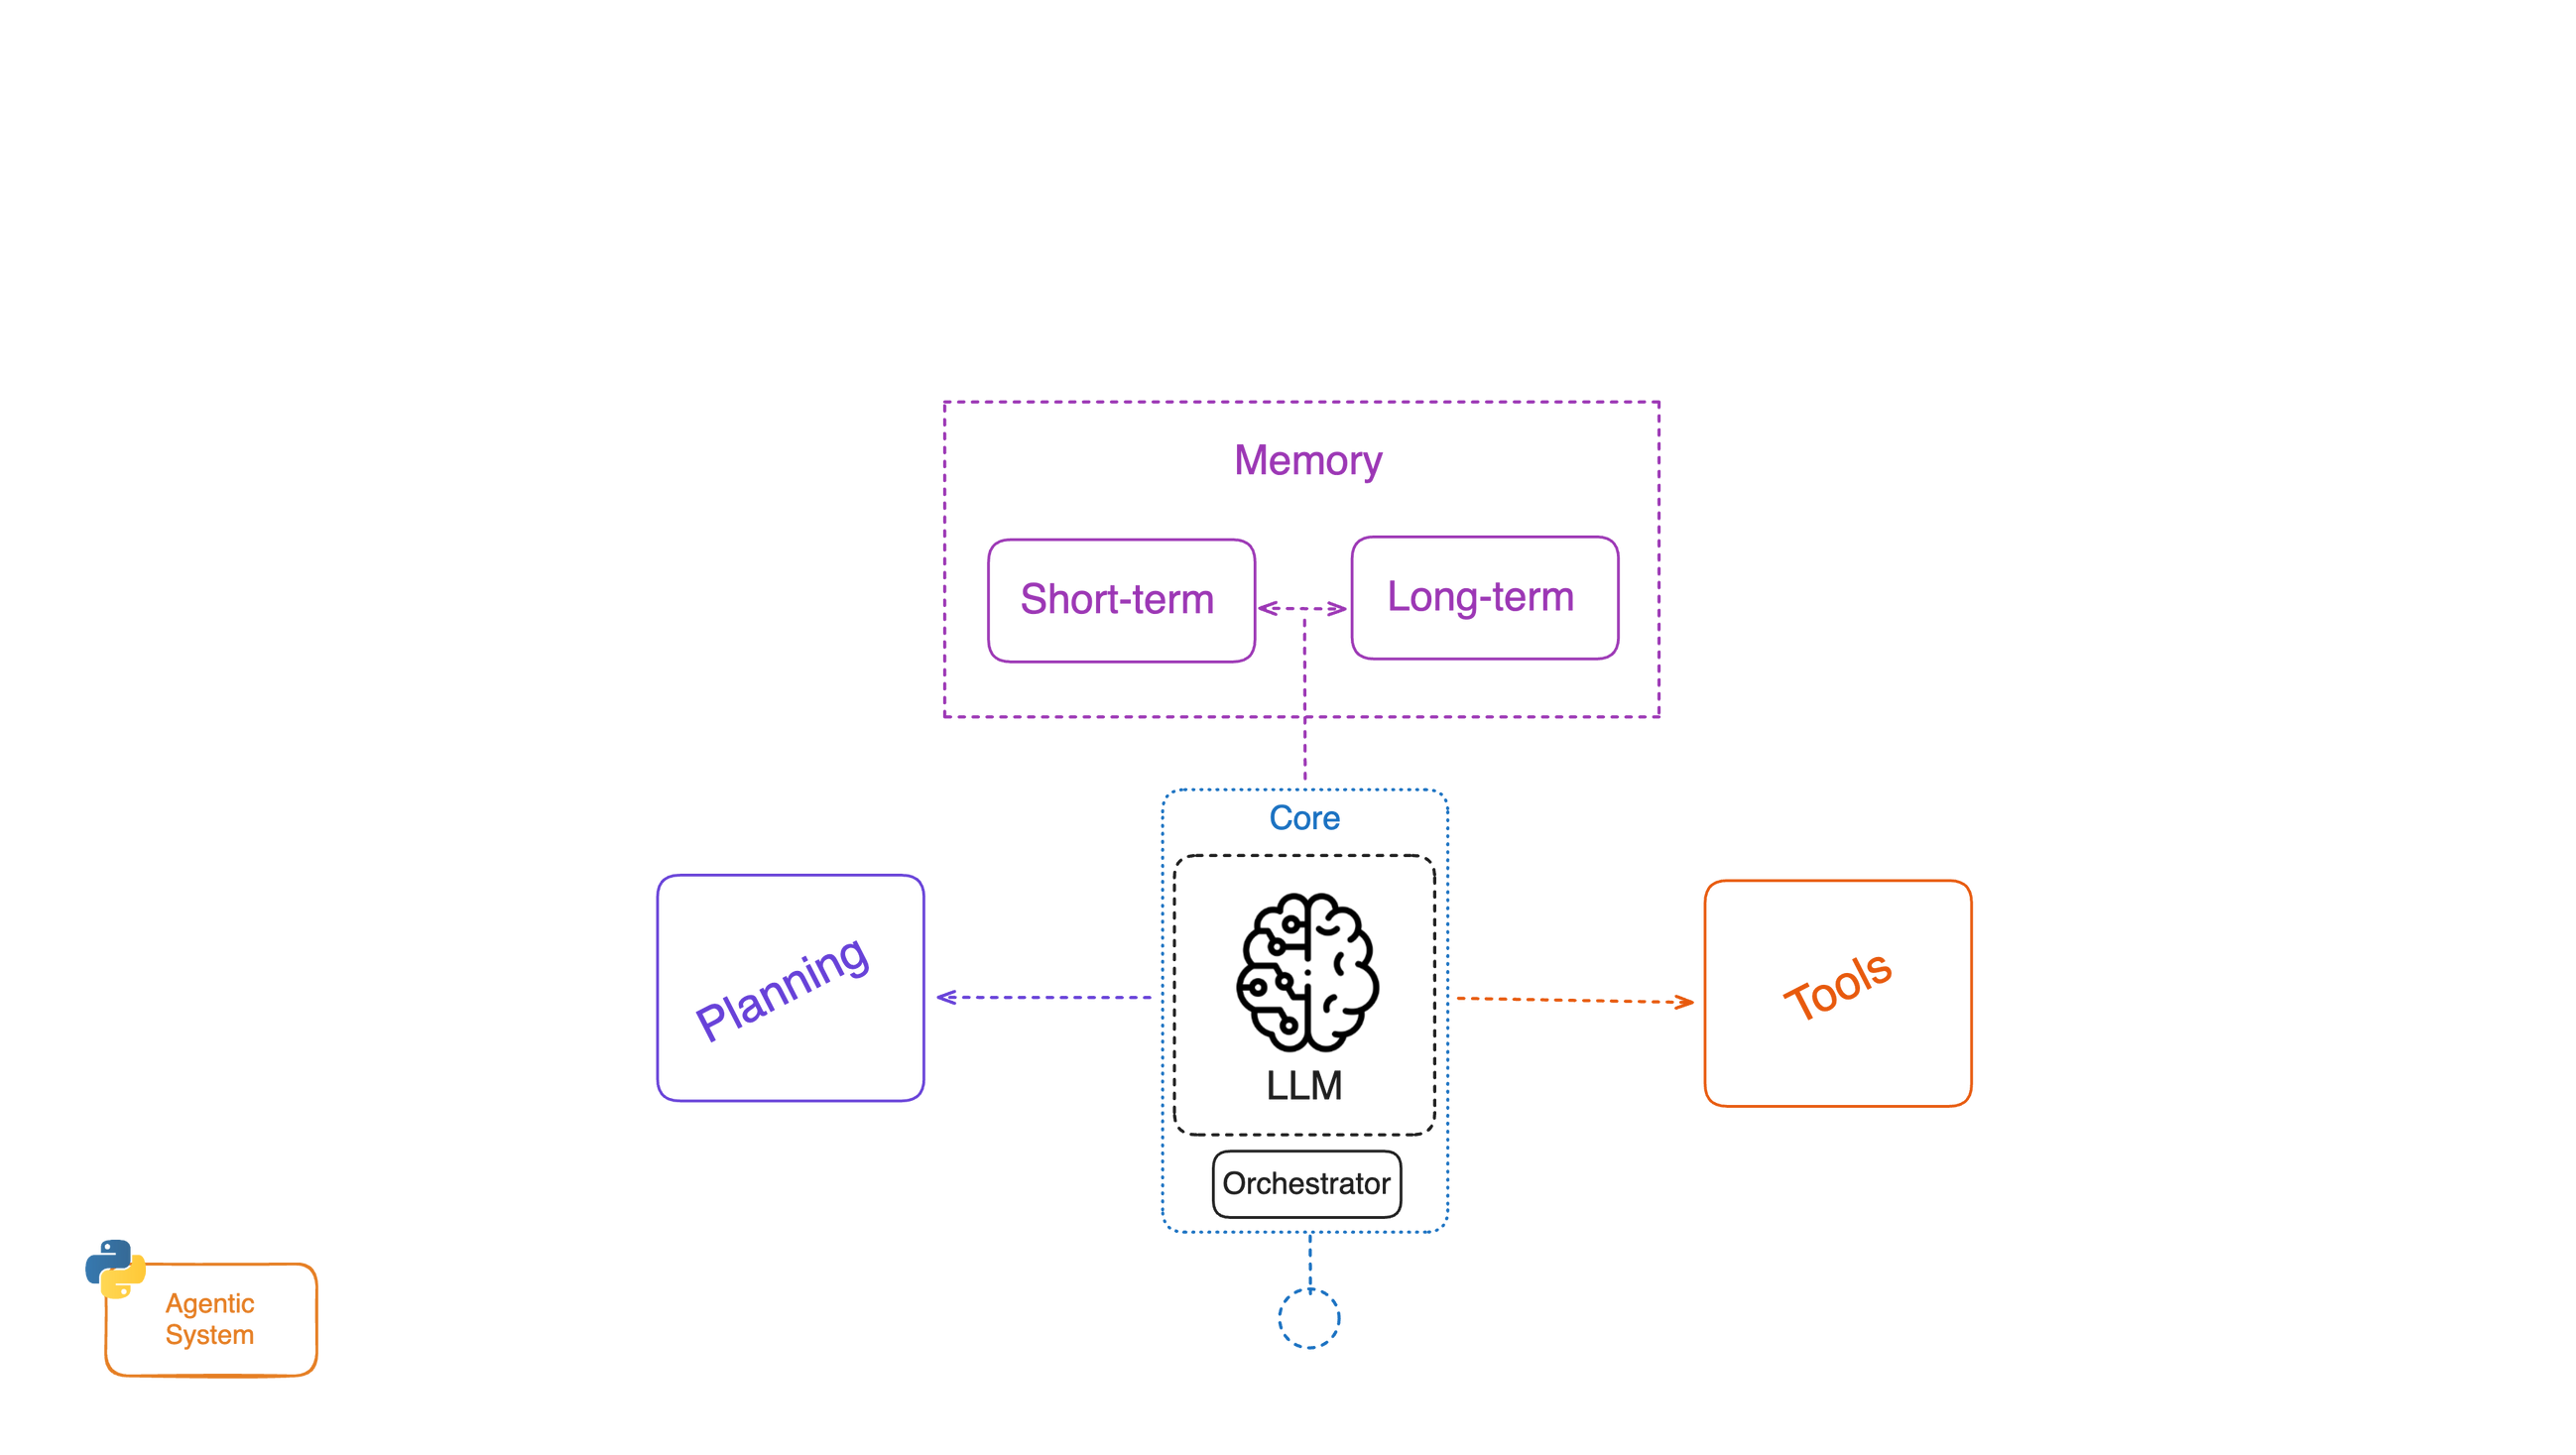 Memory
Short-term
Long-term
Core
Planning
LLM
Tools
Orchestrator
Agentic
System